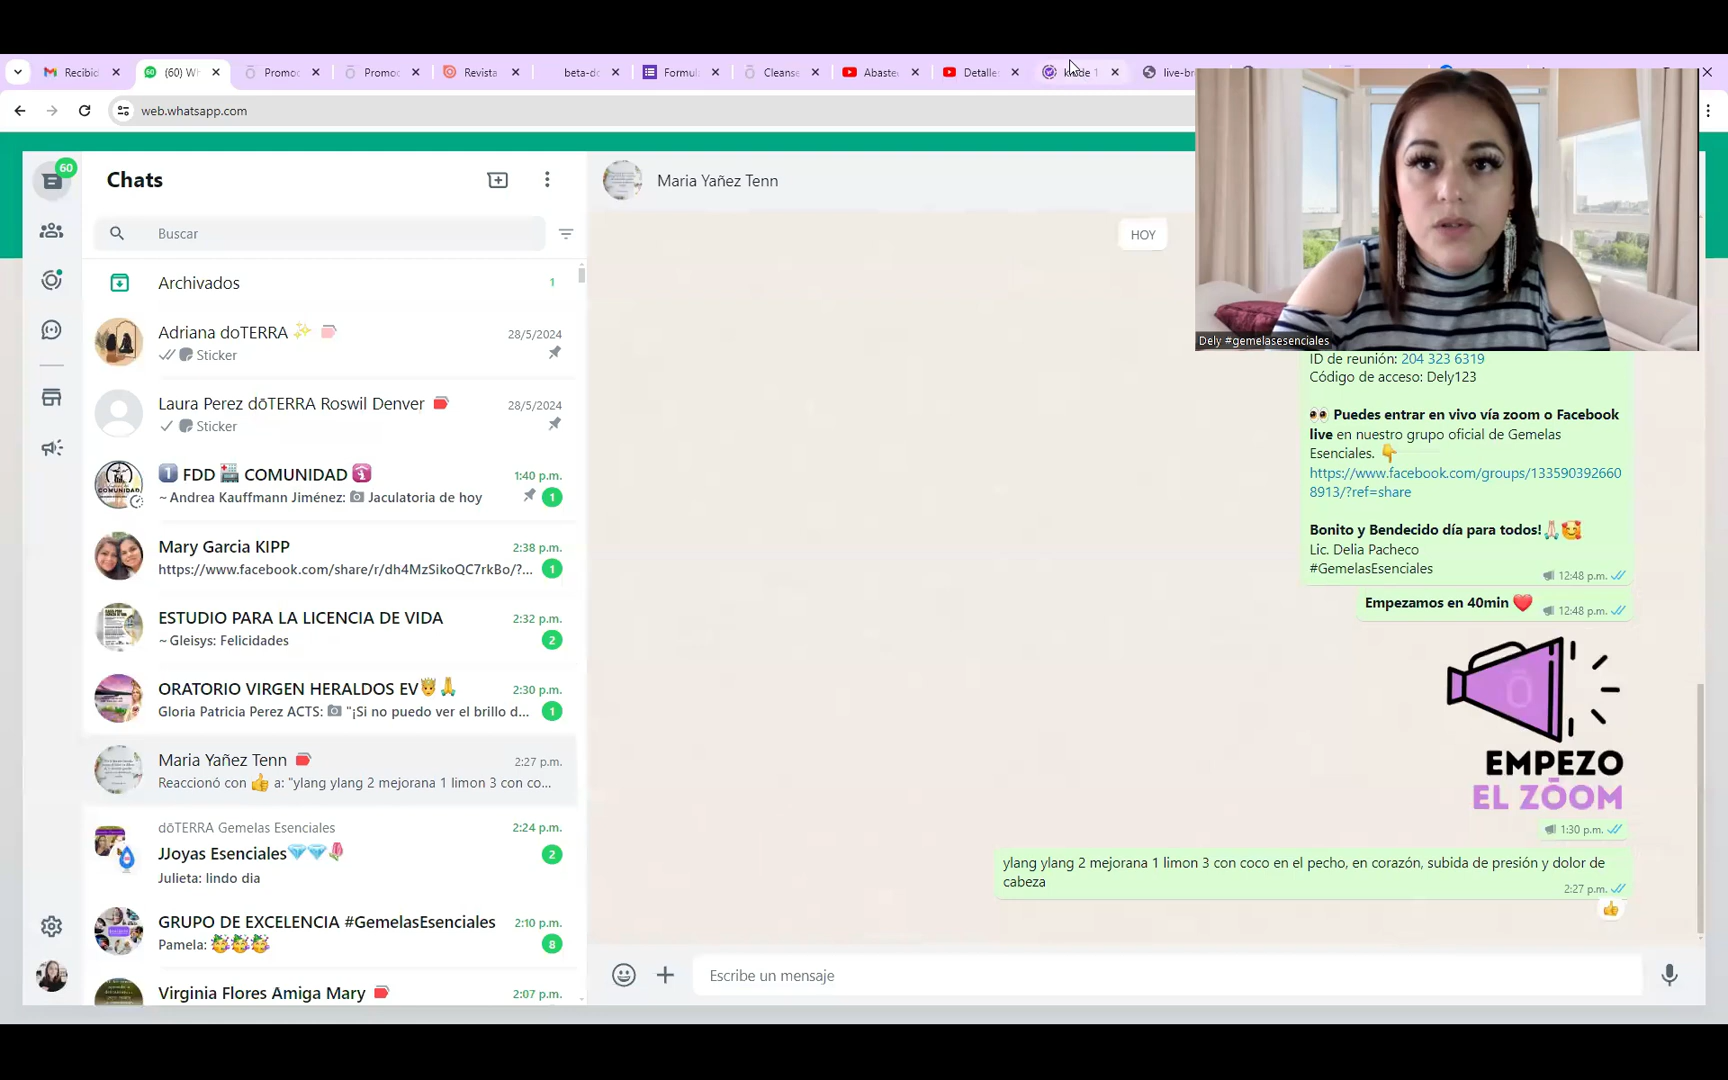 Recibid
(60) Wh
Promoc
Promoc
Revista
beta-do
Formul
Cleanse
Abaste
Detalle
live-br
web.whatsapp.com
60
Chats
Maria Yañez Tenn
Buscar
HOY
Archivados
1
Adriana doTERRA
28/5/2024
Sticker
Dely #gemelasesenciales
ID de reunión: 204 323 6319
Código de acceso: Dely123
Laura Perez dōTERRA Roswil Denver
28/5/2024
Sticker
👀 Puedes entrar en vivo vía zoom o Facebook
live en nuestro grupo oficial de Gemelas
Esenciales. 👇
https://www.facebook.com/groups/133590392660
8913/?ref=share
1️⃣ FDD 🏥 COMUNIDAD 🛐
1:40 p.m.
~ Andrea Kauffmann Jiménez: 📷 Jaculatoria de hoy
1
Bonito y Bendecido día para todos!🙏🏻🥰
Lic. Delia Pacheco
#GemelasEsenciales
12:48 p.m.
Mary Garcia KIPP
2:38 p.m.
https://www.facebook.com/share/r/dh4MzSikoQC7rkBo/?...
1
Empezamos en 40min ❤️
12:48 p.m.
ESTUDIO PARA LA LICENCIA DE VIDA
2:32 p.m.
~ Gleisys: Felicidades
2
ORATORIO VIRGEN HERALDOS EV🤴🙏
2:30 p.m.
Gloria Patricia Perez ACTS: 📷 "¡Si no puedo ver el brillo d...
1
EMPEZO
EL ZŌOM
1:30 p.m.
Maria Yañez Tenn
2:27 p.m.
Reaccionó con 👍 a: "ylang ylang 2 mejorana 1 limon 3 con co...
dōTERRA Gemelas Esenciales
2:24 p.m.
JJoyas Esenciales💎💎🌷
2
Julieta: lindo dia
ylang ylang 2 mejorana 1 limon 3 con coco en el pecho, en corazón, subida de presión y dolor de
cabeza
2:27 p.m.
👍
GRUPO DE EXCELENCIA #GemelasEsenciales
2:10 p.m.
Pamela: 🥳🥳🥳
8
Virginia Flores Amiga Mary
2:07 p.m.
Escribe un mensaje